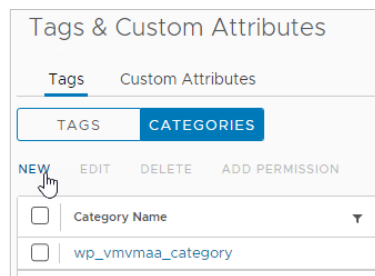 Tags & Custom Attributes
Tags Custom Attributes
TAGS CATEGORIES
NEW EDIT DELETE ADD PERMISSION
Category Name
wp_vmvmaa_category